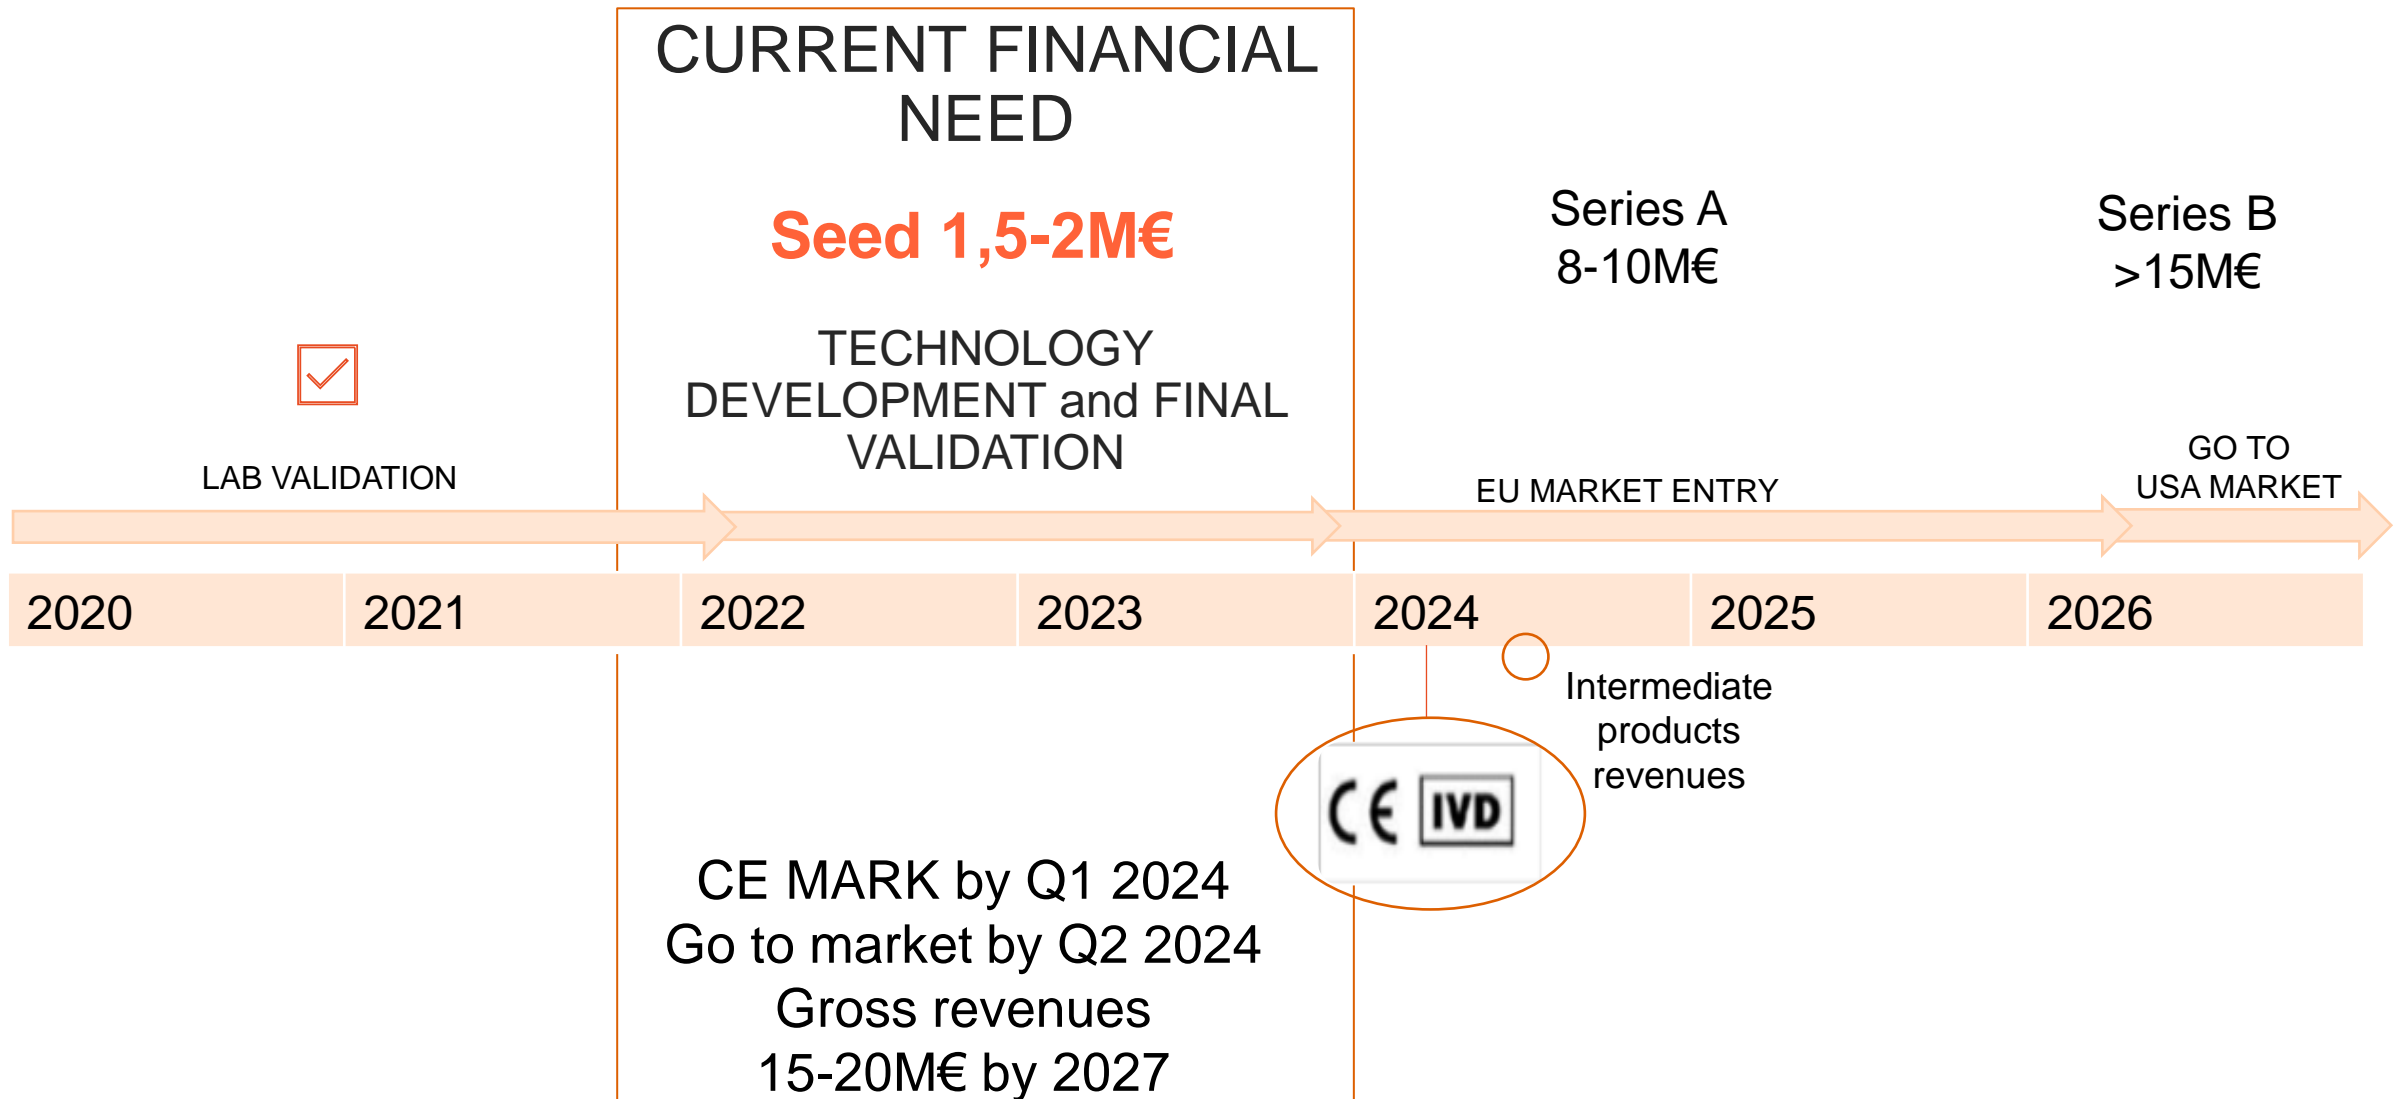 CURRENT FINANCIAL
NEED
Seed 1,5-2M€
TECHNOLOGY
DEVELOPMENT and FINAL
VALIDATION
Series A
8-10M€
Series B
>15M€
LAB VALIDATION
EU MARKET ENTRY
GO TO
USA MARKET
2020 2021 2022 2023 2024 2025 2026
Intermediate
products
revenues
CE IVD
CE MARK by Q1 2024
Go to market by Q2 2024
Gross revenues
15-20M€ by 2027